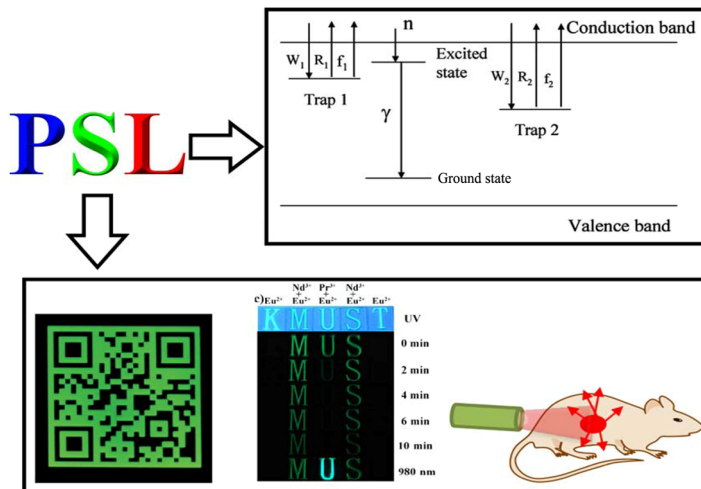 PSL
n
Conduction band
W1 R1 f1
Excited state
W2 R2 f2
Trap 1
γ
Trap 2
Ground state
Valence band
c) Eu²⁺ Nd³⁺ + Eu²⁺ Pr³⁺ + Eu²⁺ Nd³⁺ + Eu²⁺ Eu²⁺
K M U S T UV
M U S 0 min
M U S 2 min
M S 4 min
M S 6 min
M S 10 min
M U S 980 nm